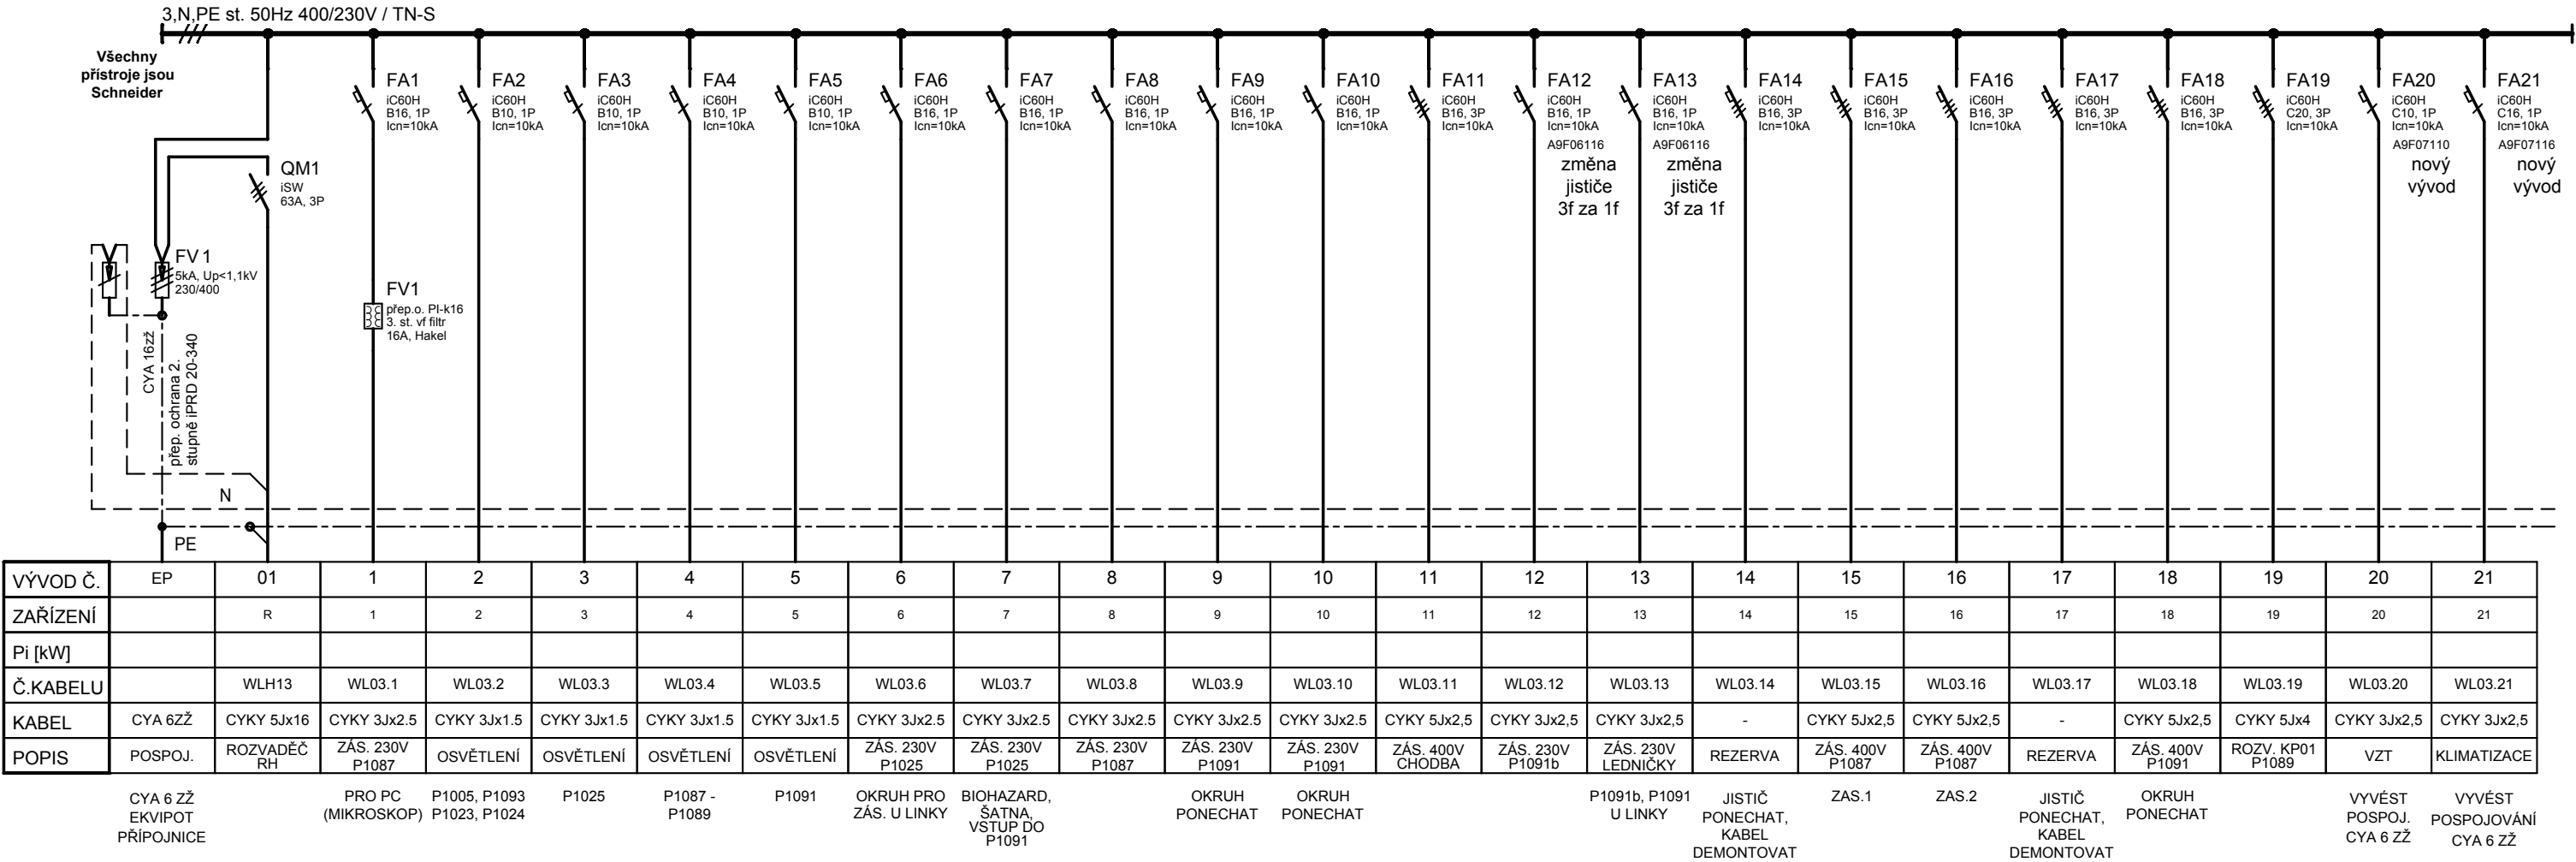 3,N,PE st. 50Hz 400/230V / TN-S
Všechny
přístroje jsou
Schneider
QM1
iSW
63A, 3P
FV 1
5kA, Up<1,1kV
230/400
CYA 16zž
přep. ochrana 2.
stupně iPRD 20-340
N
PE
FA1
iC60H
B16, 1P
Icn=10kA
FV1
přep.o. PI-k16
3. st. vf filtr
16A, Hakel
FA2
iC60H
B10, 1P
Icn=10kA
FA3
iC60H
B10, 1P
Icn=10kA
FA4
iC60H
B10, 1P
Icn=10kA
FA5
iC60H
B10, 1P
Icn=10kA
FA6
iC60H
B16, 1P
Icn=10kA
FA7
iC60H
B16, 1P
Icn=10kA
FA8
iC60H
B16, 1P
Icn=10kA
FA9
iC60H
B16, 1P
Icn=10kA
FA10
iC60H
B16, 1P
Icn=10kA
FA11
iC60H
B16, 3P
Icn=10kA
FA12
iC60H
B16, 1P
Icn=10kA
A9F06116
změna
jističe
3f za 1f
FA13
iC60H
B16, 1P
Icn=10kA
A9F06116
změna
jističe
3f za 1f
FA14
iC60H
B16, 3P
Icn=10kA
FA15
iC60H
B16, 3P
Icn=10kA
FA16
iC60H
B16, 3P
Icn=10kA
FA17
iC60H
B16, 3P
Icn=10kA
FA18
iC60H
B16, 3P
Icn=10kA
FA19
iC60H
C20, 3P
Icn=10kA
FA20
iC60H
C10, 1P
Icn=10kA
A9F07110
nový
vývod
FA21
iC60H
C16, 1P
Icn=10kA
A9F07116
nový
vývod
VÝVOD Č. EP 01 1 2 3 4 5 6 7 8 9 10 11 12 13 14 15 16 17 18 19 20 21
ZAŘÍZENÍ R 1 2 3 4 5 6 7 8 9 10 11 12 13 14 15 16 17 18 19 20 21
Pi [kW]
Č.KABELU WLH13 WL03.1 WL03.2 WL03.3 WL03.4 WL03.5 WL03.6 WL03.7 WL03.8 WL03.9 WL03.10 WL03.11 WL03.12 WL03.13 WL03.14 WL03.15 WL03.16 WL03.17 WL03.18 WL03.19 WL03.20 WL03.21
KABEL CYA 6ZŽ CYKY 5Jx16 CYKY 3Jx2.5 CYKY 3Jx1.5 CYKY 3Jx1.5 CYKY 3Jx1.5 CYKY 3Jx1.5 CYKY 3Jx2.5 CYKY 3Jx2.5 CYKY 3Jx2.5 CYKY 3Jx2.5 CYKY 3Jx2.5 CYKY 5Jx2,5 CYKY 3Jx2,5 CYKY 3Jx2,5 - CYKY 5Jx2,5 CYKY 5Jx2,5 - CYKY 5Jx2,5 CYKY 5Jx4 CYKY 3Jx2,5 CYKY 3Jx2,5
POPIS
POSPOJ.
ROZVADĚČ
RH
ZÁS. 230V
P1087
OSVĚTLENÍ
OSVĚTLENÍ
OSVĚTLENÍ
OSVĚTLENÍ
ZÁS. 230V
P1025
ZÁS. 230V
P1025
ZÁS. 230V
P1087
ZÁS. 230V
P1091
ZÁS. 230V
P1091
ZÁS. 400V
CHODBA
ZÁS. 230V
P1091b
ZÁS. 230V
LEDNIČKY
REZERVA
ZÁS. 400V
P1087
ZÁS. 400V
P1087
REZERVA
ZÁS. 400V
P1091
ROZV. KP01
P1089
VZT
KLIMATIZACE
CYA 6 ZŽ
EKVIPOT
PŘÍPOJNICE
PRO PC
(MIKROSKOP)
P1005, P1093
P1023, P1024
P1025
P1087 -
P1089
P1091
OKRUH PRO
ZÁS. U LINKY
BIOHAZARD,
ŠATNA,
VSTUP DO
P1091
OKRUH
PONECHAT
OKRUH
PONECHAT
P1091b, P1091
U LINKY
JISTIČ
PONECHAT,
KABEL
DEMONTOVAT
ZAS.1
ZAS.2
JISTIČ
PONECHAT,
KABEL
DEMONTOVAT
OKRUH
PONECHAT
VYVÉST
POSPOJ.
CYA 6 ZŽ
VYVÉST
POSPOJOVÁNÍ
CYA 6 ZŽ